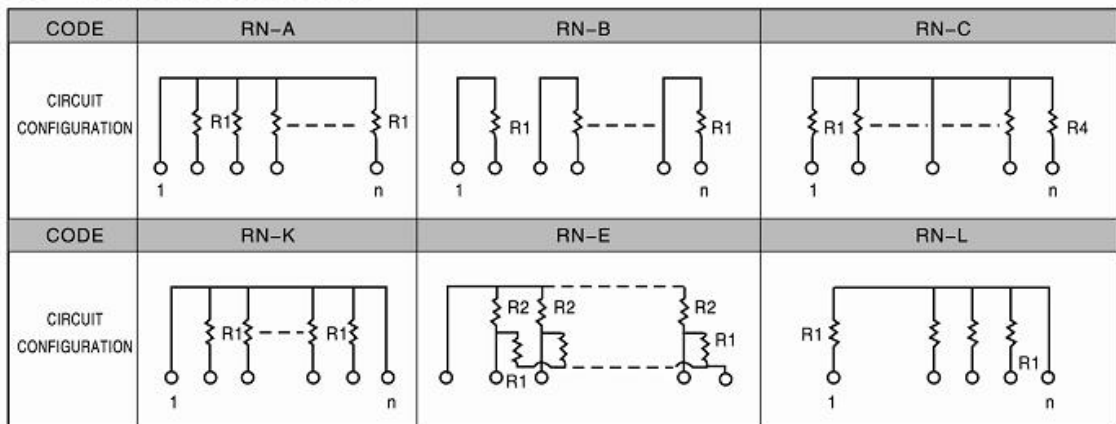 CODE RN-A RN-B RN-C
CIRCUIT
CONFIGURATION
R1 R1 R1 R1 R1 R4
1 n 1 n 1 n
CODE RN-K RN-E RN-L
R2 R2 R2
CIRCUIT
CONFIGURATION
R1 R1 R1 R1
R1 R1
1 n 1 n